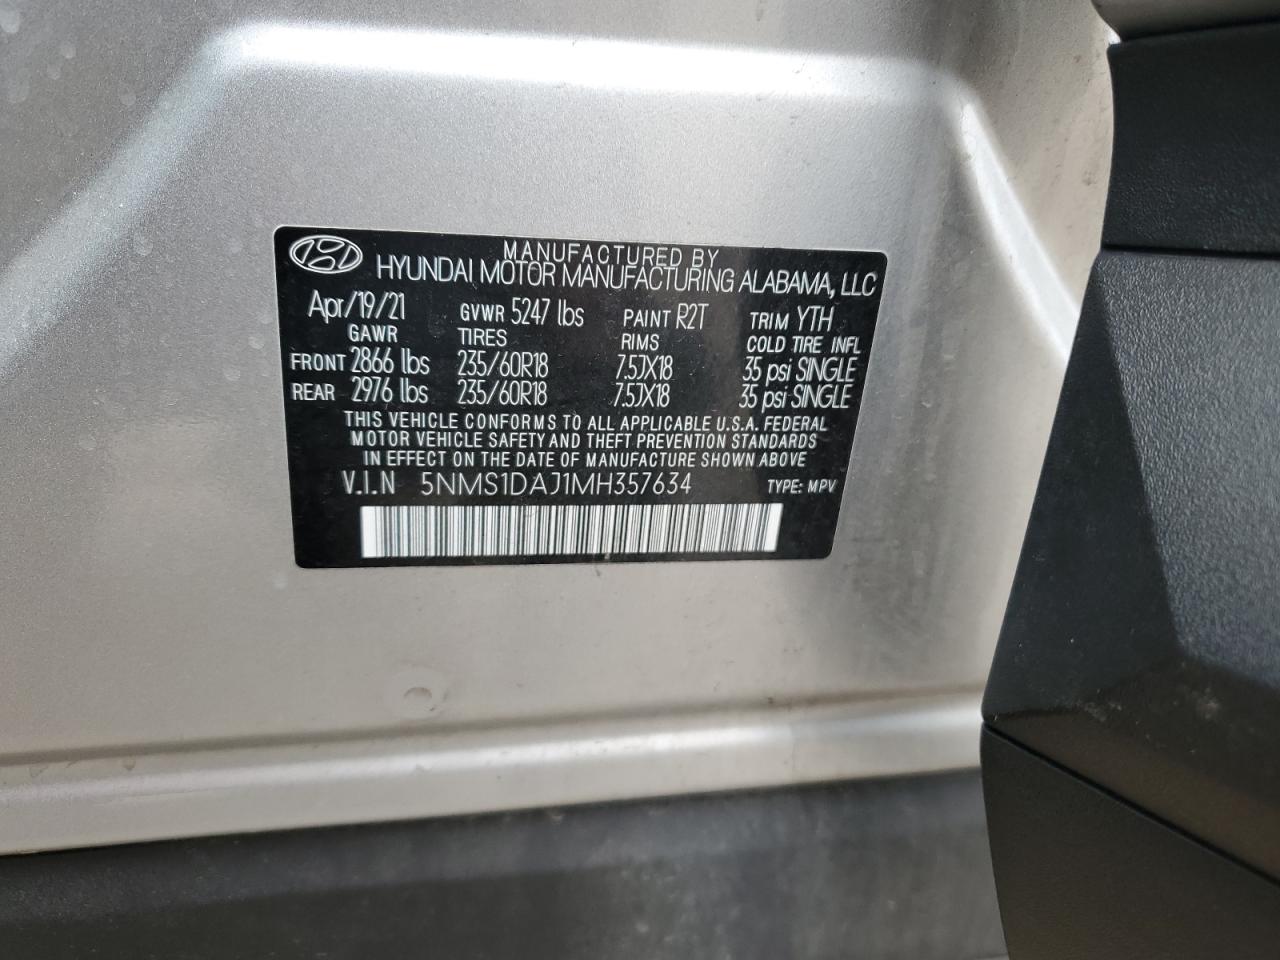 MANUFACTURED BY
HYUNDAI MOTOR MANUFACTURING ALABAMA, LLC
Apr/19/21 GVWR 5247 lbs PAINT R2T TRIM YTH
GAWR TIRES RIMS COLD TIRE INFL
FRONT 2866 lbs 235/60R18 7.5JX18 35 psi SINGLE
REAR 2976 lbs 235/60R18 7.5JX18 35 psi SINGLE
THIS VEHICLE CONFORMS TO ALL APPLICABLE U.S.A. FEDERAL
MOTOR VEHICLE SAFETY AND THEFT PREVENTION STANDARDS
IN EFFECT ON THE DATE OF MANUFACTURE SHOWN ABOVE
V.I.N 5NMS1DAJ1MH357634 TYPE: MPV